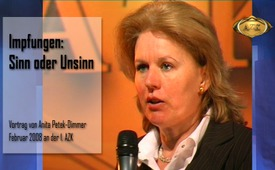 Impfungen:
Sinn oder Unsinn
Vortrag von Anita Petek-Dimmer
Februar 2008 an der 1. AZK